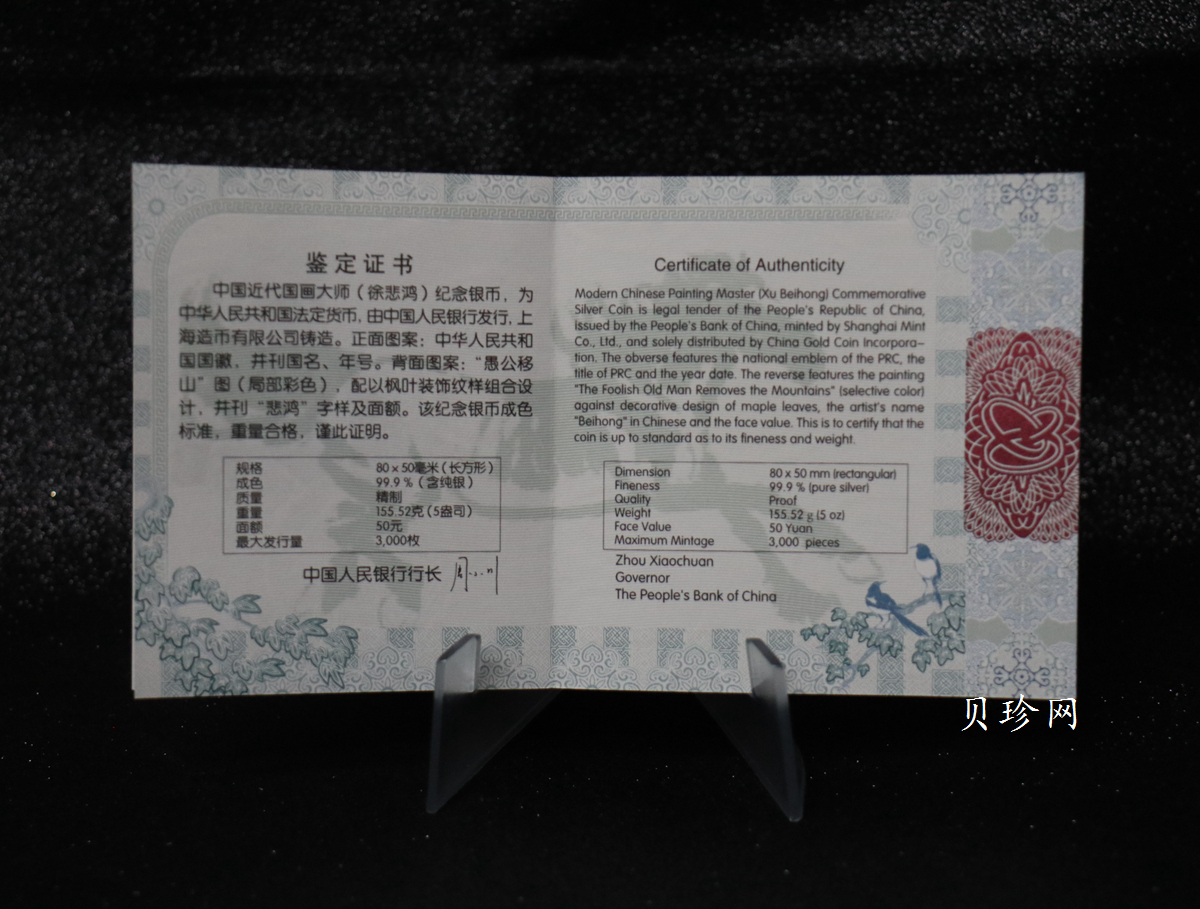 鉴定证书
中国近代国画大师（徐悲鸿）纪念银币，为
中华人民共和国法定货币，由中国人民银行发行，上
海造币有限公司铸造。正面图案：中华人民共和
国国徽，并刊国名、年号。背面图案：“愚公移
山”图（局部彩色），配以枫叶装饰纹样组合设
计，并刊“悲鸿”字样及面额。该纪念银币成色
标准，重量合格，谨此证明。
规格 80×50毫米（长方形）
成色 99.9%（含纯银）
质量 精制
重量 155.52克（5盎司）
面额 50元
最大发行量 3,000枚
中国人民银行行长
Certificate of Authenticity
Modern Chinese Painting Master (Xu Beihong) Commemorative
Silver Coin is legal tender of the People's Republic of China,
issued by the People's Bank of China, minted by Shanghai Mint
Co., Ltd., and solely distributed by China Gold Coin Incorpora-
tion. The obverse features the national emblem of the PRC, the
title of PRC and the year date. The reverse features the painting
"The Foolish Old Man Removes the Mountains" (selective color)
against decorative design of maple leaves, the artist's name
"Beihong" in Chinese and the face value. This is to certify that the
coin is up to standard as to its fineness and weight.
Dimension 80 x 50 mm (rectangular)
Fineness 99.9 % (pure silver)
Quality Proof
Weight 155.52 g (5 oz)
Face Value 50 Yuan
Maximum Mintage 3,000 pieces
Zhou Xiaochuan
Governor
The People's Bank of China
贝珍网